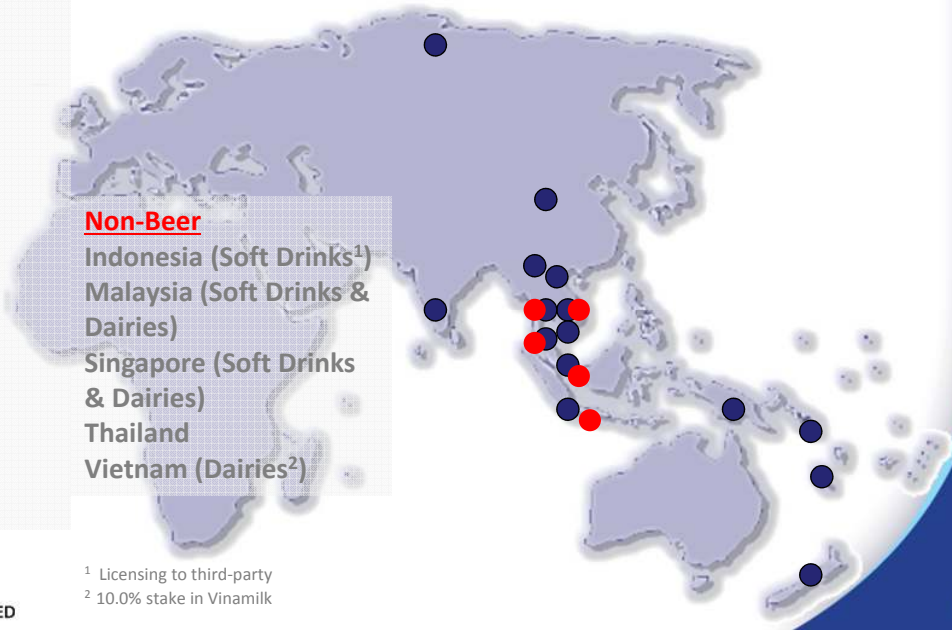 Non-Beer
Indonesia (Soft Drinks¹)
Malaysia (Soft Drinks &
Dairies)
Singapore (Soft Drinks
& Dairies)
Thailand
Vietnam (Dairies²)
¹ Licensing to third-party
² 10.0% stake in Vinamilk
ED